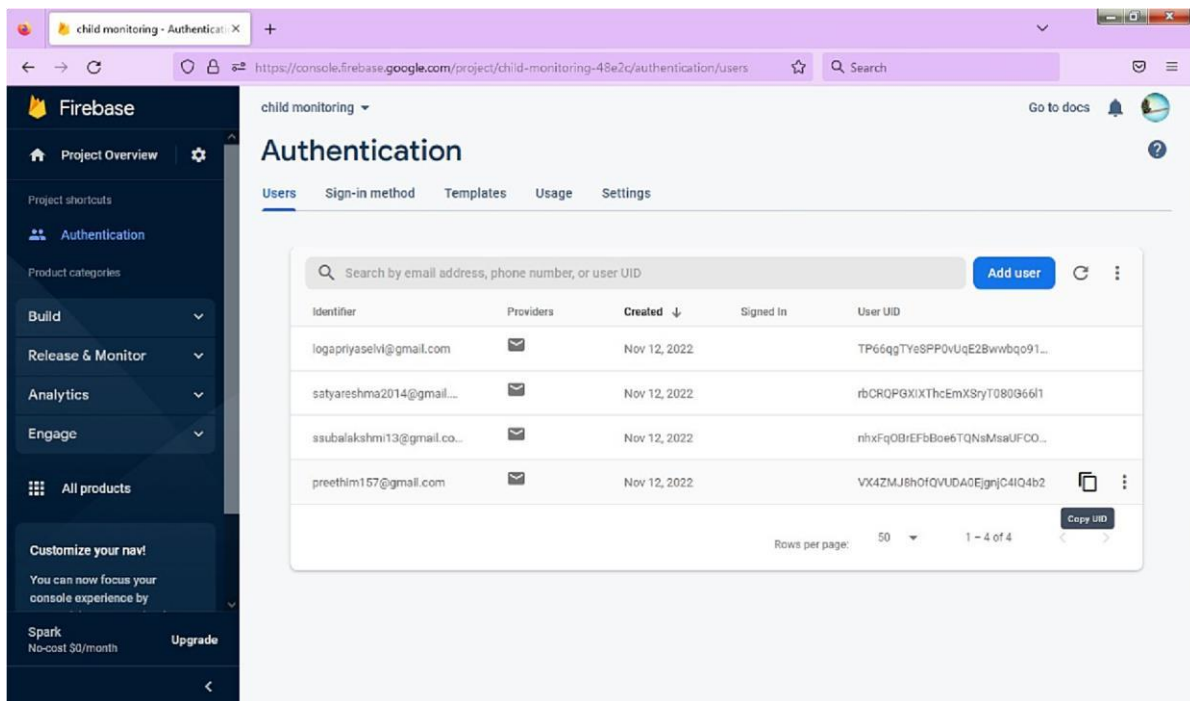 child monitoring - Authenticati
https://console.firebase.google.com/project/child-monitoring-48e2c/authentication/users
Search
Firebase
child monitoring
Go to docs
Project Overview
Authentication
Users Sign-in method Templates Usage Settings
Project shortcuts
Authentication
Product categories
Search by email address, phone number, or user UID
Add user
Build
Identifier Providers Created Signed In User UID
logapriyaselvi@gmail.com Nov 12, 2022
Release & Monitor
satyareshma2014@gmail.... Nov 12, 2022
Analytics
ssubalakshmi13@gmail.co... Nov 12, 2022
Engage
preethim157@gmail.com Nov 12, 2022
All products
Copy UID
Rows per page: 50 1 – 4 of 4
Customize your nav!
You can now focus your
console experience by
Spark
No-cost $0/month
Upgrade